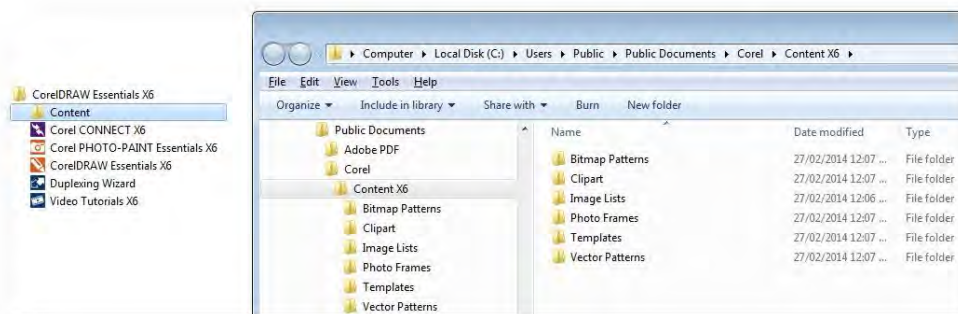 CorelDRAW Essentials X6
Content
Corel CONNECT X6
Corel PHOTO-PAINT Essentials X6
CorelDRAW Essentials X6
Duplexing Wizard
Video Tutorials X6
Computer Local Disk (C:) Users Public Public Documents Corel Content X6
File Edit View Tools Help
Organize Include in library Share with Burn New folder
Public Documents
Adobe PDF
Corel
Content X6
Bitmap Patterns
Clipart
Image Lists
Photo Frames
Templates
Vector Patterns
Name Date modified Type
Bitmap Patterns 27/02/2014 12:07 ... File folder
Clipart 27/02/2014 12:07 ... File folder
Image Lists 27/02/2014 12:06 ... File folder
Photo Frames 27/02/2014 12:07 ... File folder
Templates 27/02/2014 12:07 ... File folder
Vector Patterns 27/02/2014 12:07 ... File folder